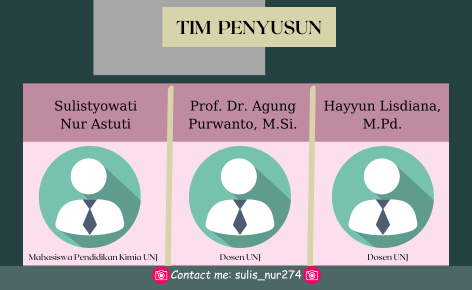 TIM PENYUSUN
Sulistyowati
Nur Astuti
Prof. Dr. Agung
Purwanto, M.Si.
Hayyun Lisdiana,
M.Pd.
Mahasiswa Pendidikan Kimia UNJ
Dosen UNJ
Dosen UNJ
Contact me: sulis_nur274